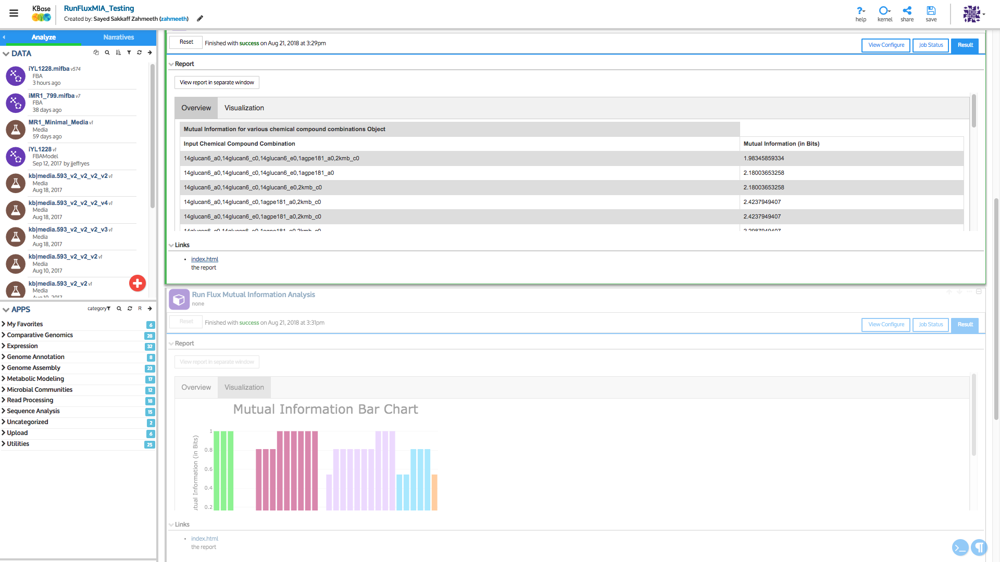 KBase
RunFluxMIA_Testing
Created by: Sayed Sakkaff Zahmeeth (zahmeeth)
help
kernel
share
save
Analyze
Narratives
DATA
iYL1228.mifba v574
FBA
3 hours ago
iMR1_799.mifba v7
FBA
38 days ago
MR1_Minimal_Media v1
Media
59 days ago
iYL1228 v1
FBAModel
Sep 12, 2017 by jjeffryes
kb|media.593_v2_v2_v2_v2 v1
Media
Aug 18, 2017
kb|media.593_v2_v2_v2_v4 v1
Media
Aug 18, 2017
kb|media.593_v2_v2_v2_v3 v1
Media
Aug 18, 2017
kb|media.593_v2_v2_v2 v1
Media
Aug 10, 2017
kb|media.593_v2_v2 v1
Media
Aug 10, 2017
APPS
category
R
My Favorites 6
Comparative Genomics 28
Expression 32
Genome Annotation 8
Genome Assembly 23
Metabolic Modeling 17
Microbial Communities 12
Read Processing 18
Sequence Analysis 15
Uncategorized 2
Upload 6
Utilities 25
Reset
Finished with success on Aug 21, 2018 at 3:29pm
View Configure
Job Status
Result
Report
View report in separate window
Overview
Visualization
Mutual Information for various chemical compound combinations Object
Input Chemical Compound Combination Mutual Information (in Bits)
14glucan6_a0,14glucan6_c0,14glucan6_e0,1agpe181_a0,2kmb_c0 1.98345859334
14glucan6_a0,14glucan6_c0,14glucan6_e0,1agpe181_a0 2.18003653258
14glucan6_a0,14glucan6_c0,14glucan6_e0,2kmb_c0 2.18003653258
14glucan6_a0,14glucan6_c0,1agpe181_a0,2kmb_c0 2.4237949407
14glucan6_a0,14glucan6_e0,1agpe181_a0,2kmb_c0 2.4237949407
Links
index.html
the report
Run Flux Mutual Information Analysis
none
Reset
Finished with success on Aug 21, 2018 at 3:31pm
View Configure
Job Status
Result
Report
View report in separate window
Overview
Visualization
Mutual Information Bar Chart
(in Bits)
Information
1
0.8
0.6
0.4
0.2
Links
index.html
the report